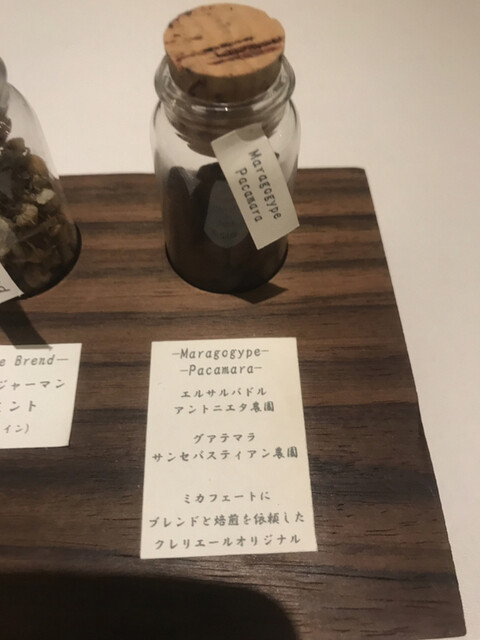 Maragogype
Pacamara
e Brend—
ジャーマン
ミント
イン)
—Maragogype—
—Pacamara—
エルサルバドル
アントニエタ農園
グァテマラ
サンセバスティアン農園
ミカフェートに
ブレンドと焙煎を依頼した
クレリエールオリジナル